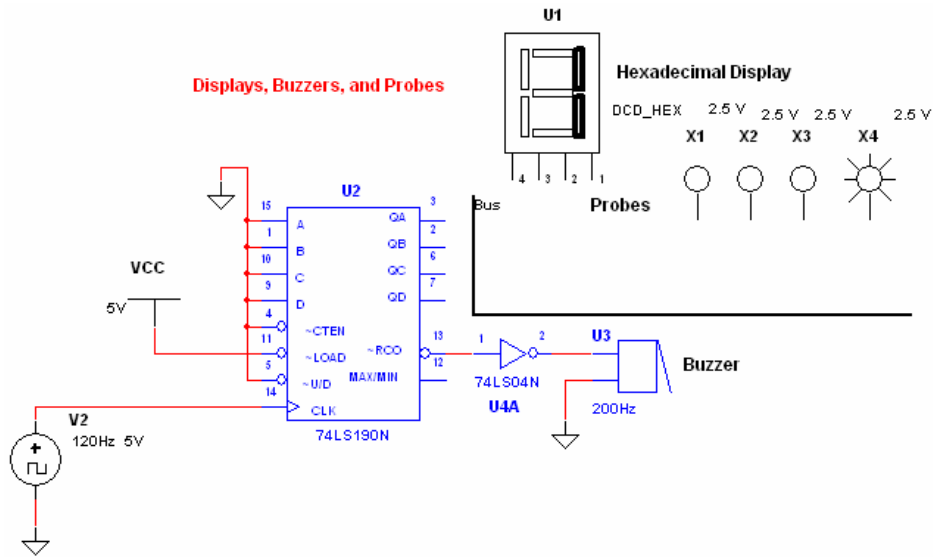 U1
Displays, Buzzers, and Probes
Hexadecimal Display
DCD_HEX 2.5 V 2.5 V 2.5 V 2.5 V
X1 X2 X3 X4
4 3 2 1
U2
Bus
Probes
15 A QA 3
1 B QB 2
10 C QC 6
9 D QD 7
4 ~CTEN
11 ~LOAD ~RCO 13
5 ~U/D MAX/MIN 12
14 CLK
74LS190N
VCC
5V
1 2
74LS04N
U4A
U3
Buzzer
200Hz
V2
120Hz 5V